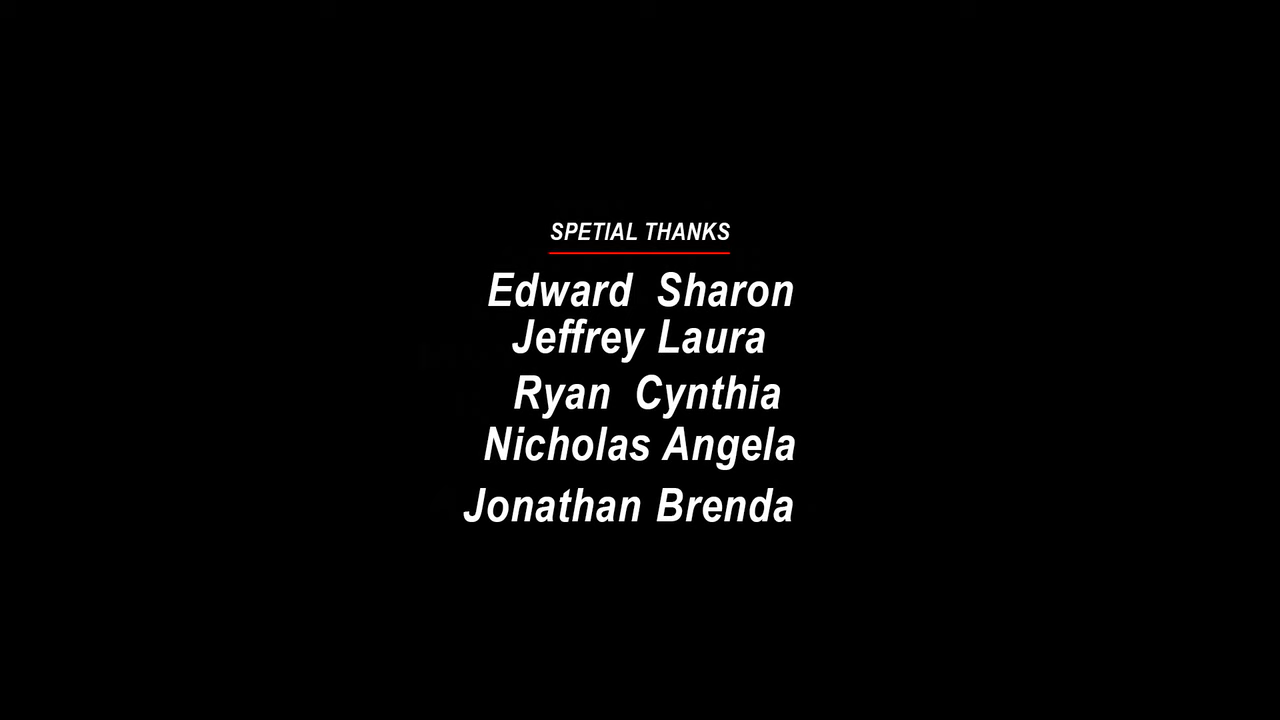 SPETIAL THANKS
Edward Sharon
Jeffrey Laura
Ryan Cynthia
Nicholas Angela
Jonathan Brenda